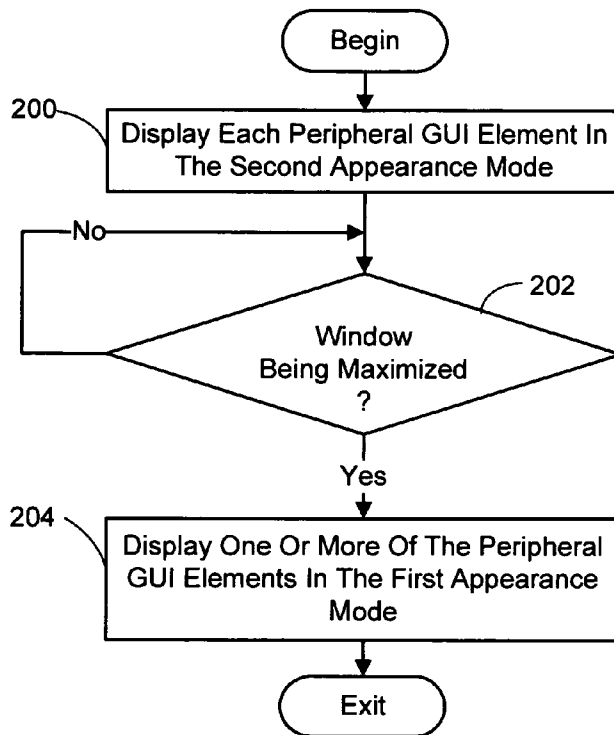 Begin
200
Display Each Peripheral GUI Element In
The Second Appearance Mode
No
202
Window
Being Maximized
?
Yes
204
Display One Or More Of The Peripheral
GUI Elements In The First Appearance
Mode
Exit